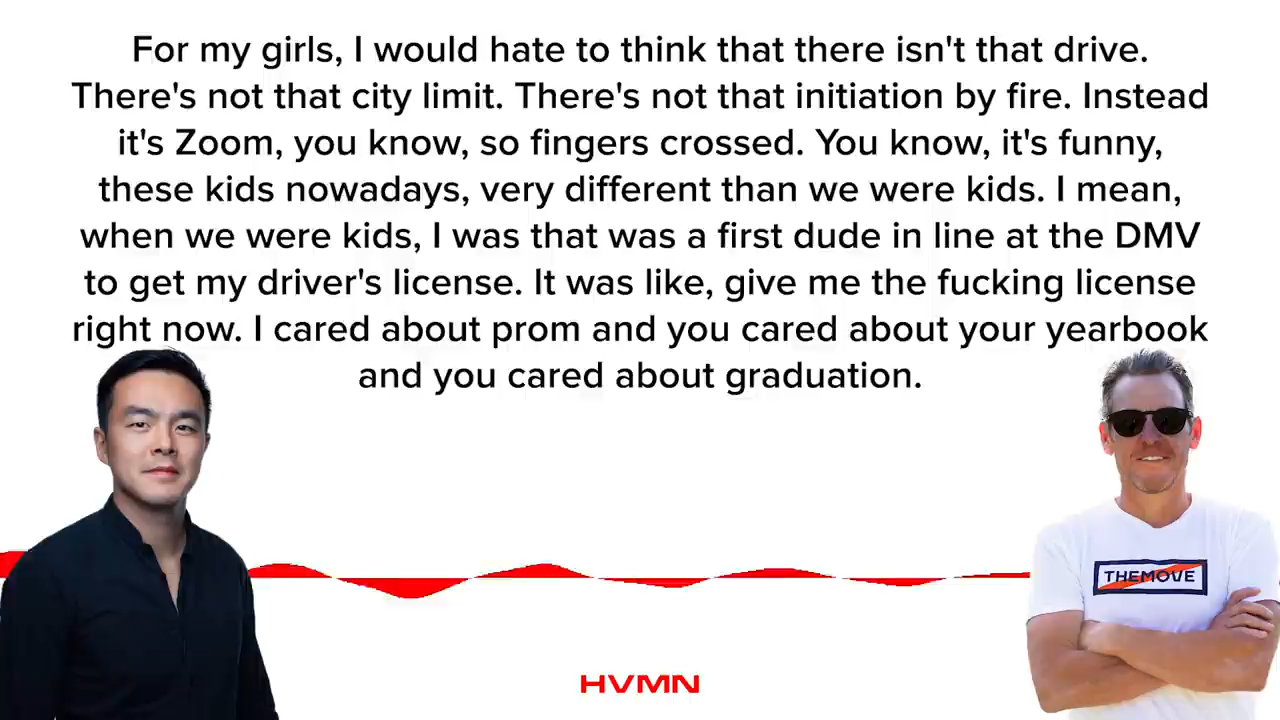 For my girls, I would hate to think that there isn't that drive.
There's not that city limit. There's not that initiation by fire. Instead
it's Zoom, you know, so fingers crossed. You know, it's funny,
these kids nowadays, very different than we were kids. I mean,
when we were kids, I was that was a first dude in line at the DMV
to get my driver's license. It was like, give me the fucking license
right now. I cared about prom and you cared about your yearbook
and you cared about graduation.
THEMOVE
HVMN